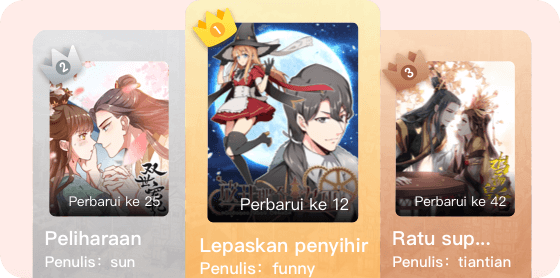 2
Perbarui ke 25
Peliharaan
Penulis：sun
1
Perbarui ke 12
Lepaskan penyihir
Penulis：funny
3
Perbarui ke 42
Ratu sup...
Penulis：tiantian